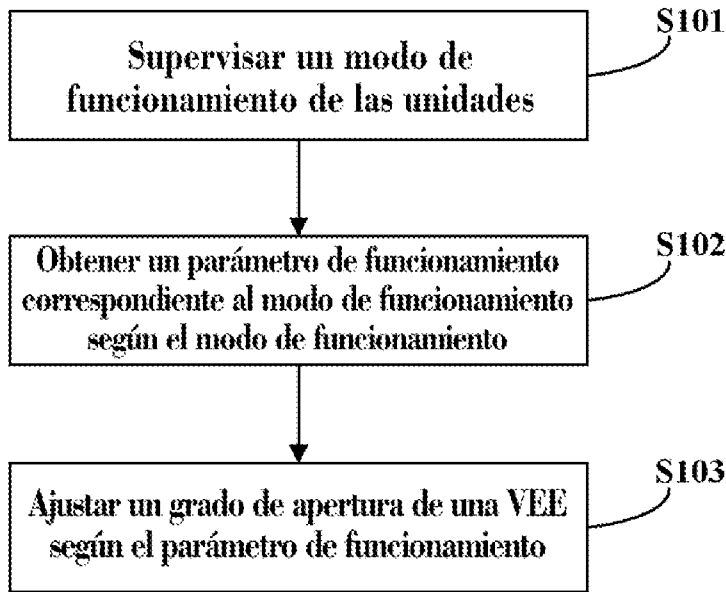 S101
Supervisar un modo de
funcionamiento de las unidades
S102
Obtener un parámetro de funcionamiento
correspondiente al modo de funcionamiento
según el modo de funcionamiento
S103
Ajustar un grado de apertura de una VEE
según el parámetro de funcionamiento